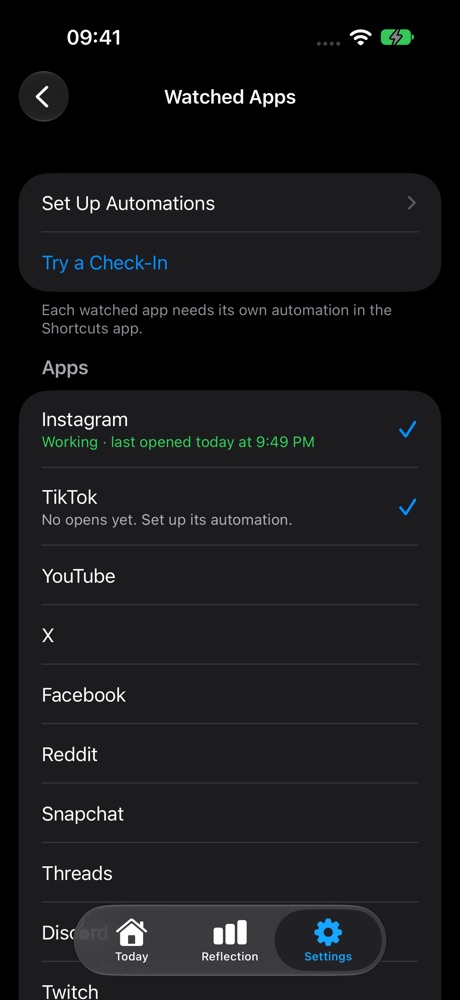 09:41
Watched Apps
Set Up Automations
Try a Check-In
Each watched app needs its own automation in the
Shortcuts app.
Apps
Instagram
Working · last opened today at 9:49 PM
TikTok
No opens yet. Set up its automation.
YouTube
X
Facebook
Reddit
Snapchat
Threads
Discord
Twitch
Today
Reflection
Settings